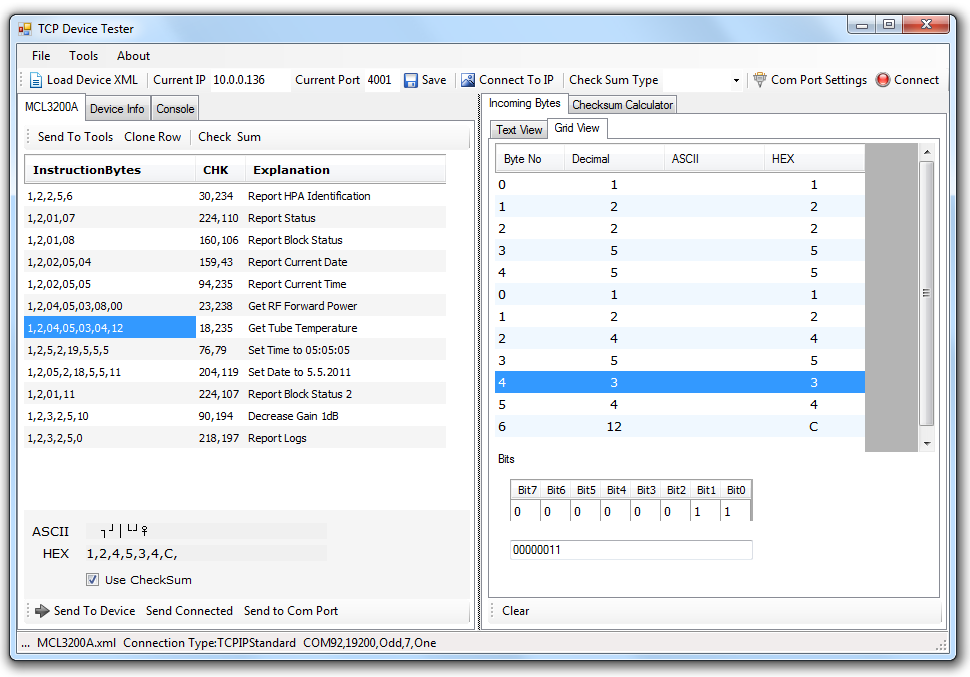 TCP Device Tester
File Tools About
Load Device XML Current IP 10.0.0.136 Current Port 4001 Save Connect To IP Check Sum Type Com Port Settings Connect
MCL3200A Device Info Console
Send To Tools Clone Row Check Sum
InstructionBytes CHK Explanation
1,2,2,5,6 30,234 Report HPA Identification
1,2,01,07 224,110 Report Status
1,2,01,08 160,106 Report Block Status
1,2,02,05,04 159,43 Report Current Date
1,2,02,05,05 94,235 Report Current Time
1,2,04,05,03,08,00 23,238 Get RF Forward Power
1,2,04,05,03,04,12 18,235 Get Tube Temperature
1,2,5,2,19,5,5,5 76,79 Set Time to 05:05:05
1,2,05,2,18,5,5,11 204,119 Set Date to 5.5.2011
1,2,01,11 224,107 Report Block Status 2
1,2,3,2,5,10 90,194 Decrease Gain 1dB
1,2,3,2,5,0 218,197 Report Logs
ASCII
HEX 1,2,4,5,3,4,C,
Use CheckSum
Send To Device Send Connected Send to Com Port
Incoming Bytes Checksum Calculator
Text View Grid View
Byte No Decimal ASCII HEX
0 1 1
1 2 2
2 2 2
3 5 5
4 5 5
0 1 1
1 2 2
2 4 4
3 5 5
4 3 3
5 4 4
6 12 C
Bits
Bit7 Bit6 Bit5 Bit4 Bit3 Bit2 Bit1 Bit0
0 0 0 0 0 0 1 1
00000011
Clear
... MCL3200A.xml Connection Type:TCPIPStandard COM92,19200,Odd,7,One